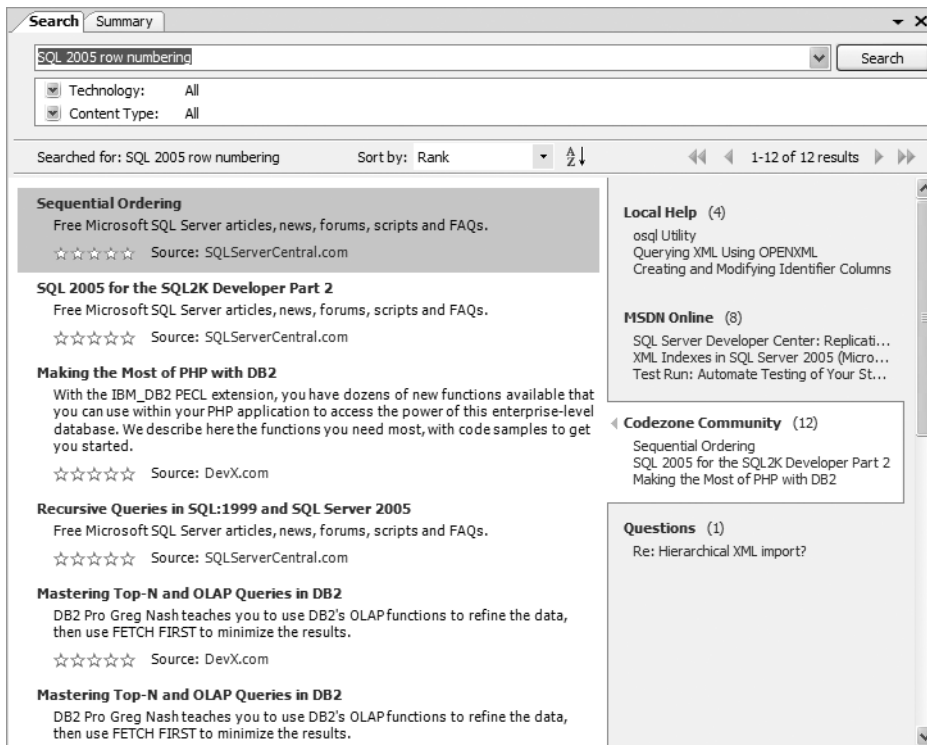 Search Summary
SQL 2005 row numbering Search
Technology: All
Content Type: All
Searched for: SQL 2005 row numbering Sort by: Rank AZ 1-12 of 12 results
Sequential Ordering
Free Microsoft SQL Server articles, news, forums, scripts and FAQs.
Source: SQLServerCentral.com
SQL 2005 for the SQL2K Developer Part 2
Free Microsoft SQL Server articles, news, forums, scripts and FAQs.
Source: SQLServerCentral.com
Making the Most of PHP with DB2
With the IBM_DB2 PECL extension, you have dozens of new functions available that
you can use within your PHP application to access the power of this enterprise-level
database. We describe here the functions you need most, with code samples to get
you started.
Source: DevX.com
Recursive Queries in SQL:1999 and SQL Server 2005
Free Microsoft SQL Server articles, news, forums, scripts and FAQs.
Source: SQLServerCentral.com
Mastering Top-N and OLAP Queries in DB2
DB2 Pro Greg Nash teaches you to use DB2's OLAP functions to refine the data,
then use FETCH FIRST to minimize the results.
Source: DevX.com
Mastering Top-N and OLAP Queries in DB2
DB2 Pro Greg Nash teaches you to use DB2's OLAP functions to refine the data,
then use FETCH FIRST to minimize the results.
Local Help (4)
osql Utility
Querying XML Using OPENXML
Creating and Modifying Identifier Columns
MSDN Online (8)
SQL Server Developer Center: Replicati...
XML Indexes in SQL Server 2005 (Micro...
Test Run: Automate Testing of Your St...
Codezone Community (12)
Sequential Ordering
SQL 2005 for the SQL2K Developer Part 2
Making the Most of PHP with DB2
Questions (1)
Re: Hierarchical XML import?